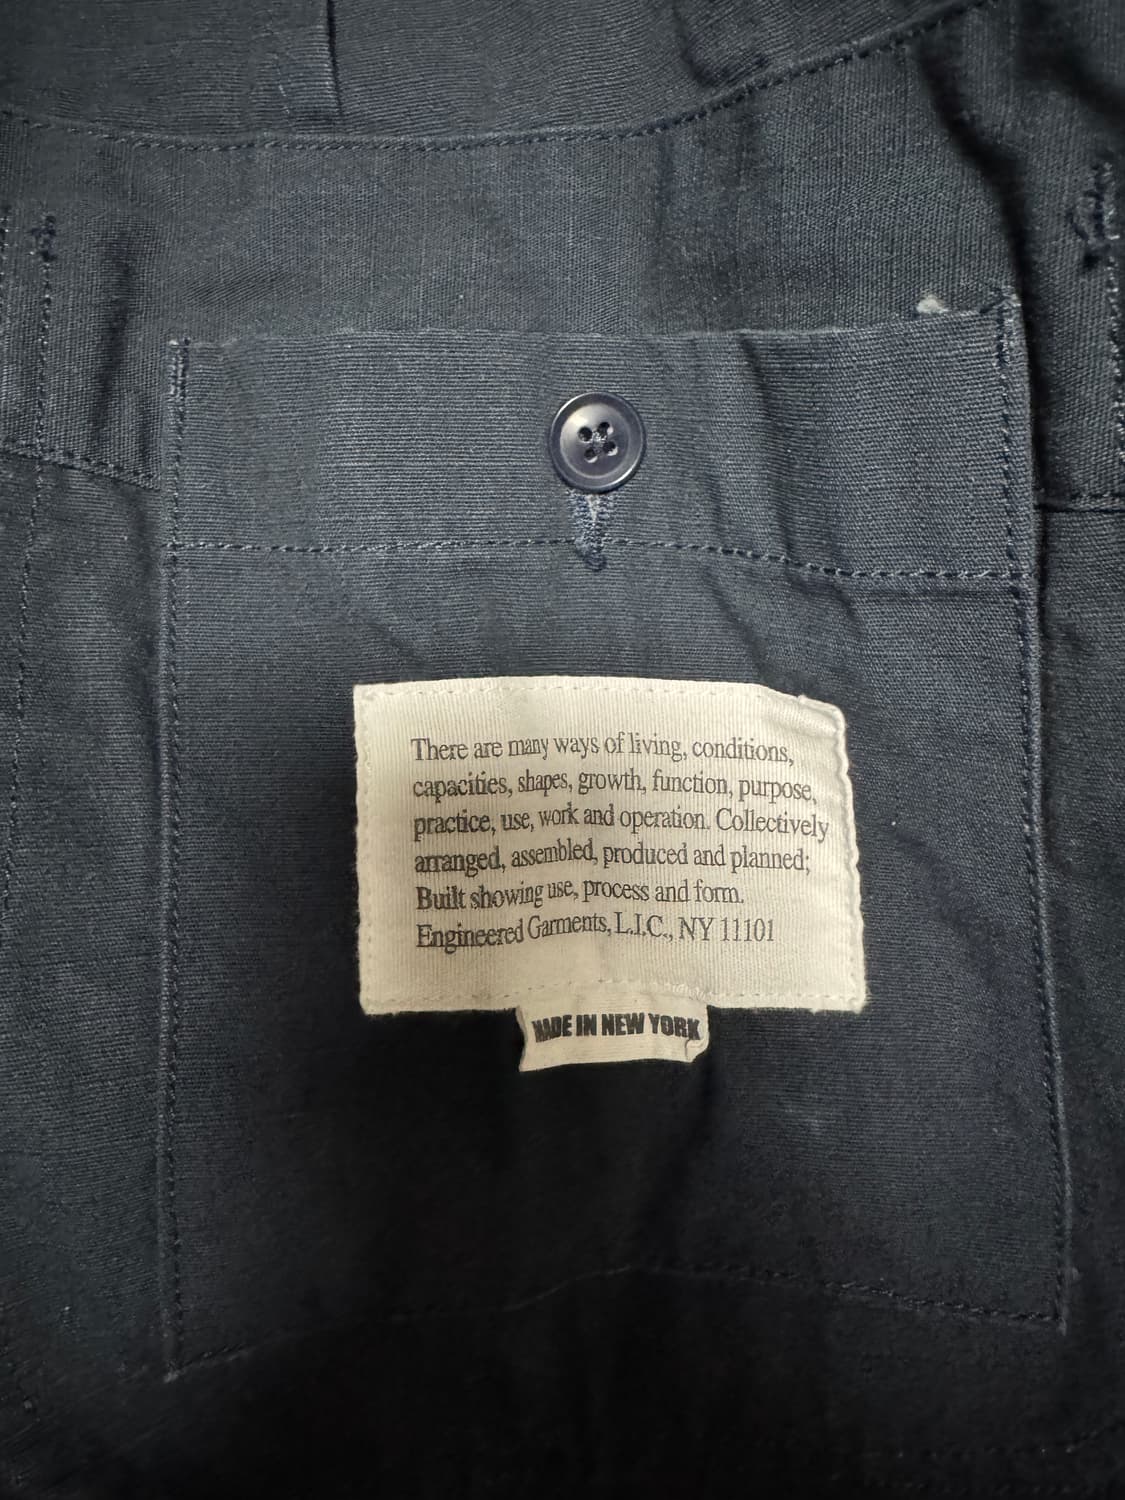 There are many ways of living, conditions,
capacities, shapes, growth, function, purpose,
practice, use, work and operation. Collectively
arranged, assembled, produced and planned;
Built showing use, process and form.
Engineered Garments, L.I.C., NY 11101
MADE IN NEW YORK